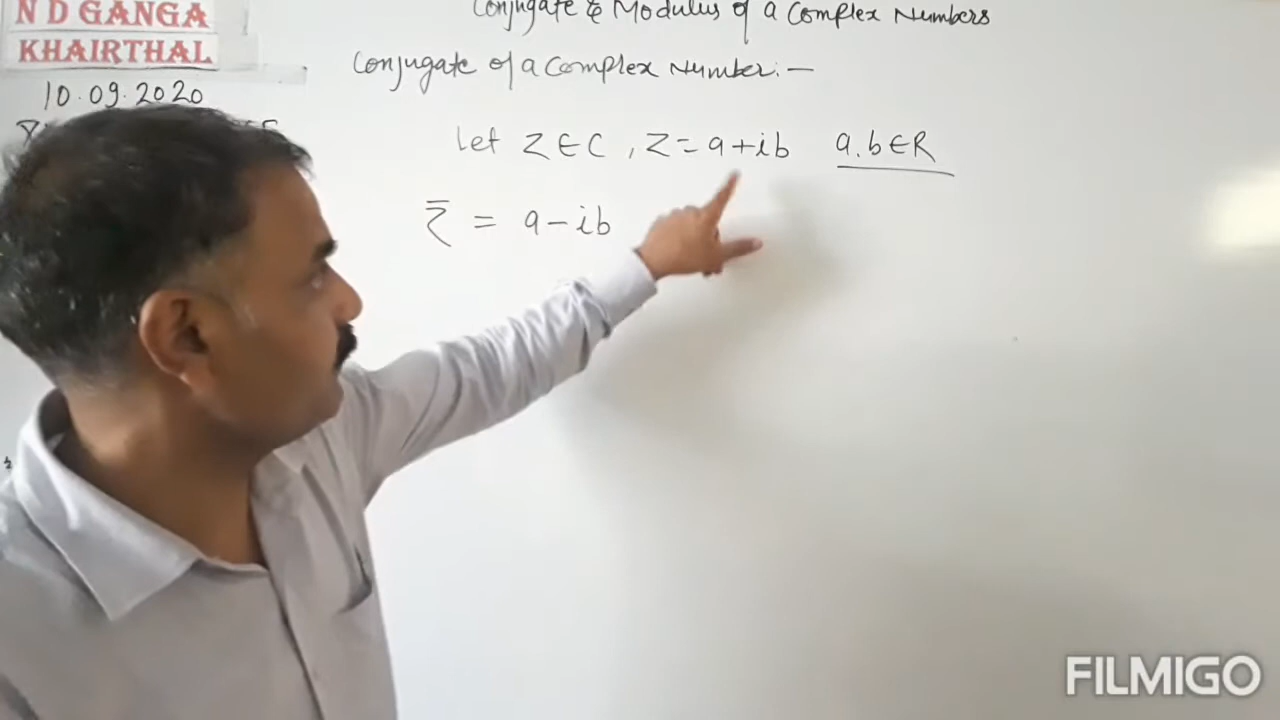 N D GANGA
KHAIRTHAL
10.09.2020
Conjugate & Modulus of a Complex Numbers
Conjugate of a Complex Number:—
Let Z∈C, Z=a+ib a,b∈R
z̄ = a-ib
FILMIGO